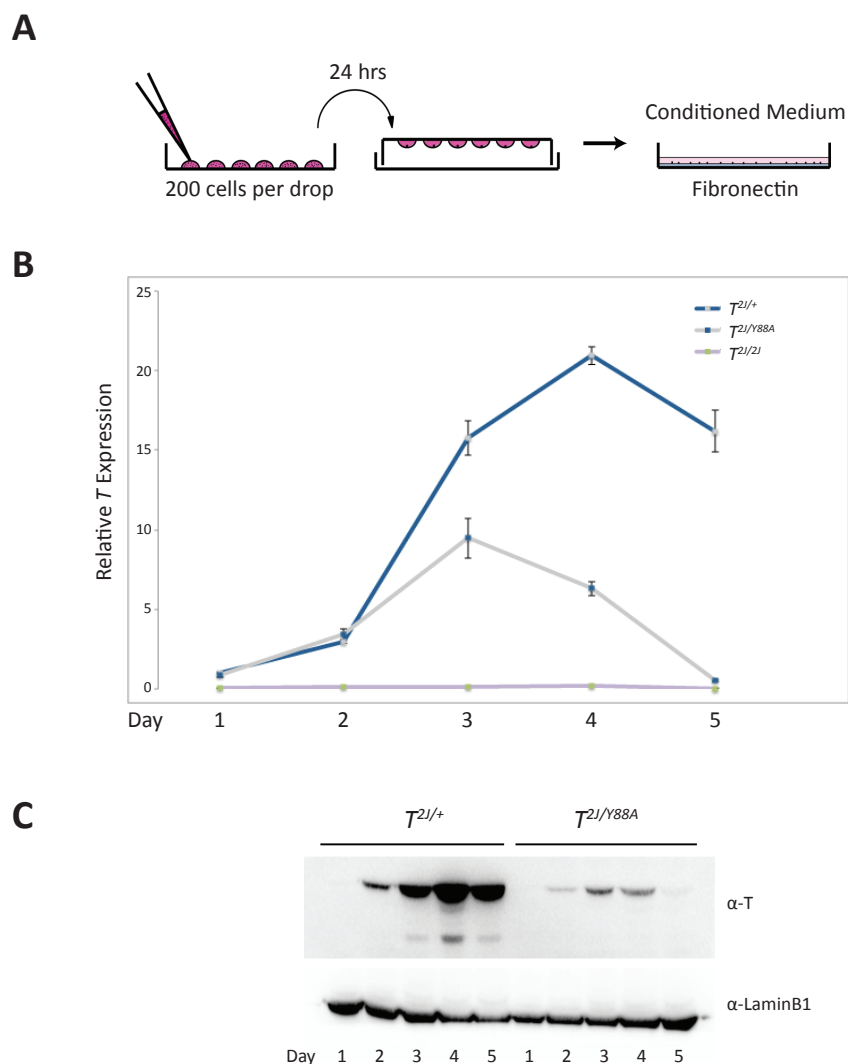 A
24 hrs
200 cells per drop
Conditioned Medium
Fibronectin
B
Relative T Expression
25
20
15
10
5
0
T2J/+
T2J/Y88A
T2J/2J
Day 1 2 3 4 5
C
T2J/+ T2J/Y88A
α-T
α-LaminB1
Day 1 2 3 4 5 1 2 3 4 5